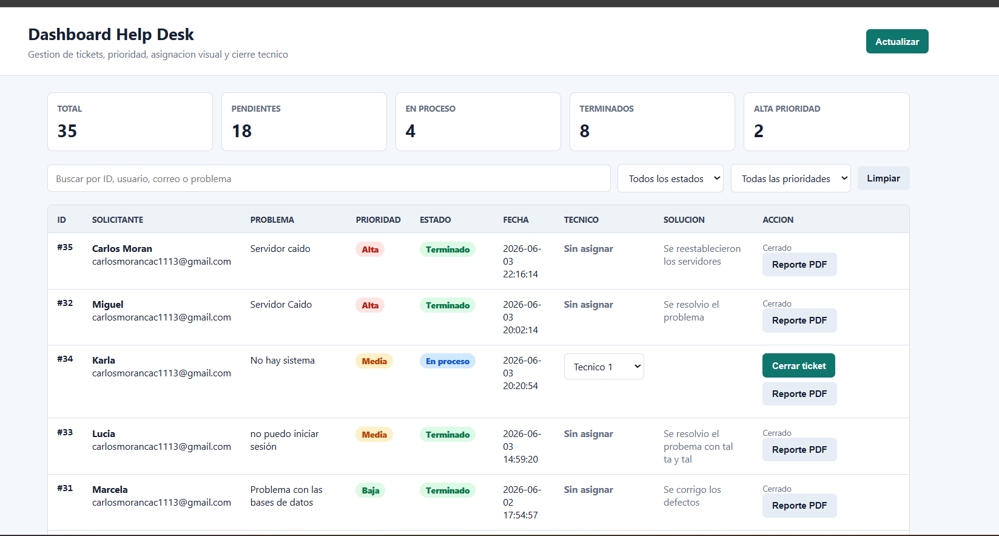 Dashboard Help Desk
Gestion de tickets, prioridad, asignacion visual y cierre tecnico
Actualizar
TOTAL
35
PENDIENTES
18
EN PROCESO
4
TERMINADOS
8
ALTA PRIORIDAD
2
Buscar por ID, usuario, correo o problema
Todos los estados
Todas las prioridades
Limpiar
ID SOLICITANTE PROBLEMA PRIORIDAD ESTADO FECHA TECNICO SOLUCION ACCION
#35
Carlos Moran
carlosmorancac1113@gmail.com
Servidor caido
Alta
Terminado
2026-06-
03
22:16:14
Sin asignar
Se reestablecieron
los servidores
Cerrado
Reporte PDF
#32
Miguel
carlosmorancac1113@gmail.com
Servidor Caido
Alta
Terminado
2026-06-
03
20:02:14
Sin asignar
Se resolvio el
problema
Cerrado
Reporte PDF
#34
Karla
carlosmorancac1113@gmail.com
No hay sistema
Media
En proceso
2026-06-
03
20:20:54
Tecnico 1
Cerrar ticket
Reporte PDF
#33
Lucia
carlosmorancac1113@gmail.com
no puedo iniciar
sesión
Media
Terminado
2026-06-
03
14:59:20
Sin asignar
Se resolvio el
probema con tal
ta y tal
Cerrado
Reporte PDF
#31
Marcela
carlosmorancac1113@gmail.com
Problema con las
bases de datos
Baja
Terminado
2026-06-
02
17:54:57
Sin asignar
Se corrigo los
defectos
Cerrado
Reporte PDF